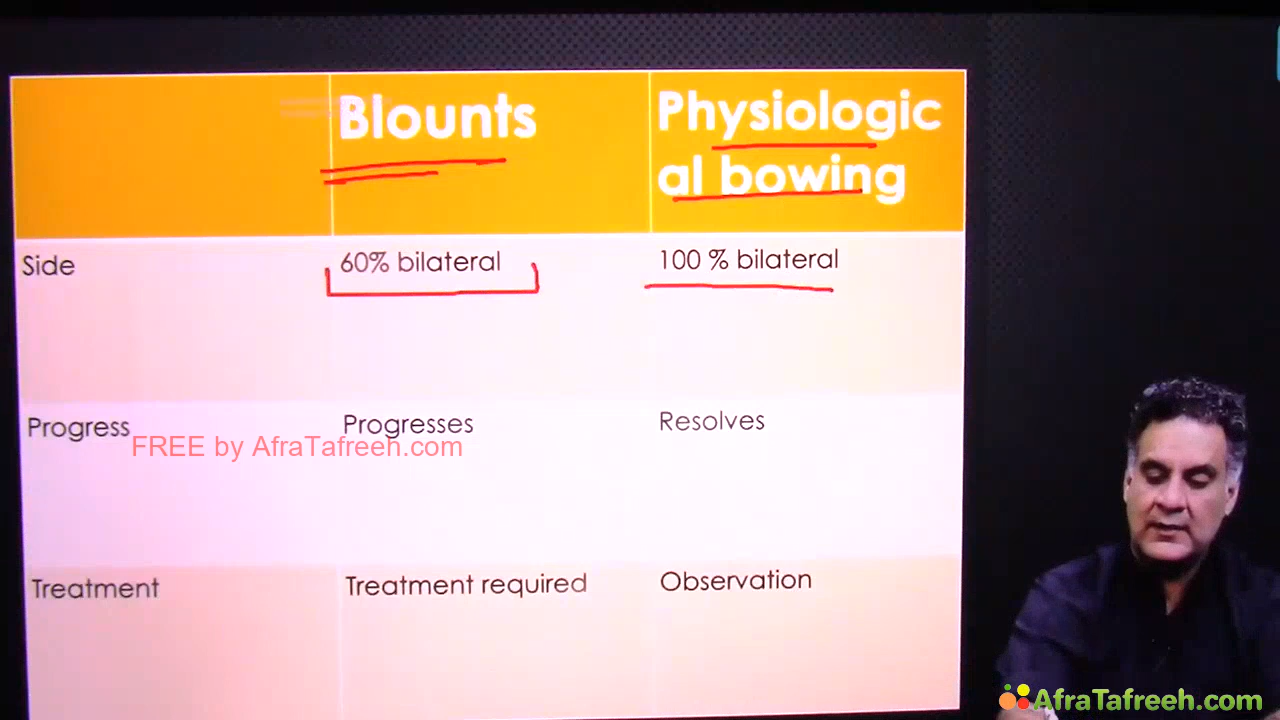 Blounts
Physiologic
al bowing
Side
60% bilateral
100 % bilateral
Progress
Progresses
Resolves
FREE by AfraTafreeh.com
Treatment
Treatment required
Observation
AfraTafreeh.com